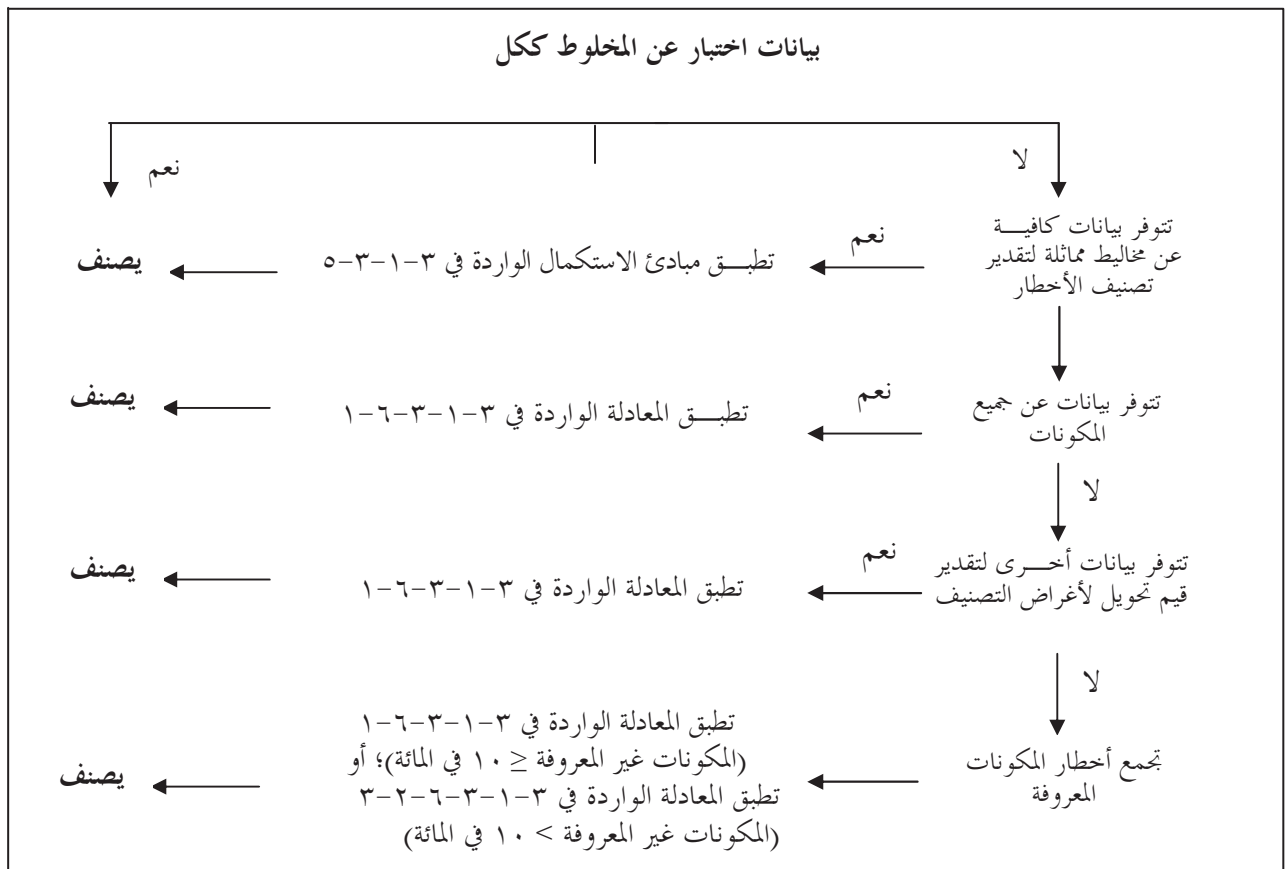 بيانات اختبار عن المخلوط ككل
لا
نعم
تتوفر بيانات كافيـــة
عن مخاليط مماثلة لتقدير
تصنيف الأخطار
نعم
تطبـــق مبادئ الاستكمال الواردة في ٣-١-٣-٥
يصنف
تتوفر بيانات عن جميع
المكونات
نعم
تطبـــق المعادلة الواردة في ٣-١-٣-٦-١
يصنف
لا
تتوفر بيانات أخـــرى لتقدير
قيم تحويل لأغراض التصنيف
نعم
تطبق المعادلة الواردة في ٣-١-٣-٦-١
يصنف
لا
تجمع أخطار المكونات
المعروفة
تطبق المعادلة الواردة في ٣-١-٣-٦-١
(المكونات غير المعروفة ≥ ١٠ في المائة)؛ أو
تطبق المعادلة الواردة في ٣-١-٣-٦-٢-٣
(المكونات غير المعروفة < ١٠ في المائة)
يصنف